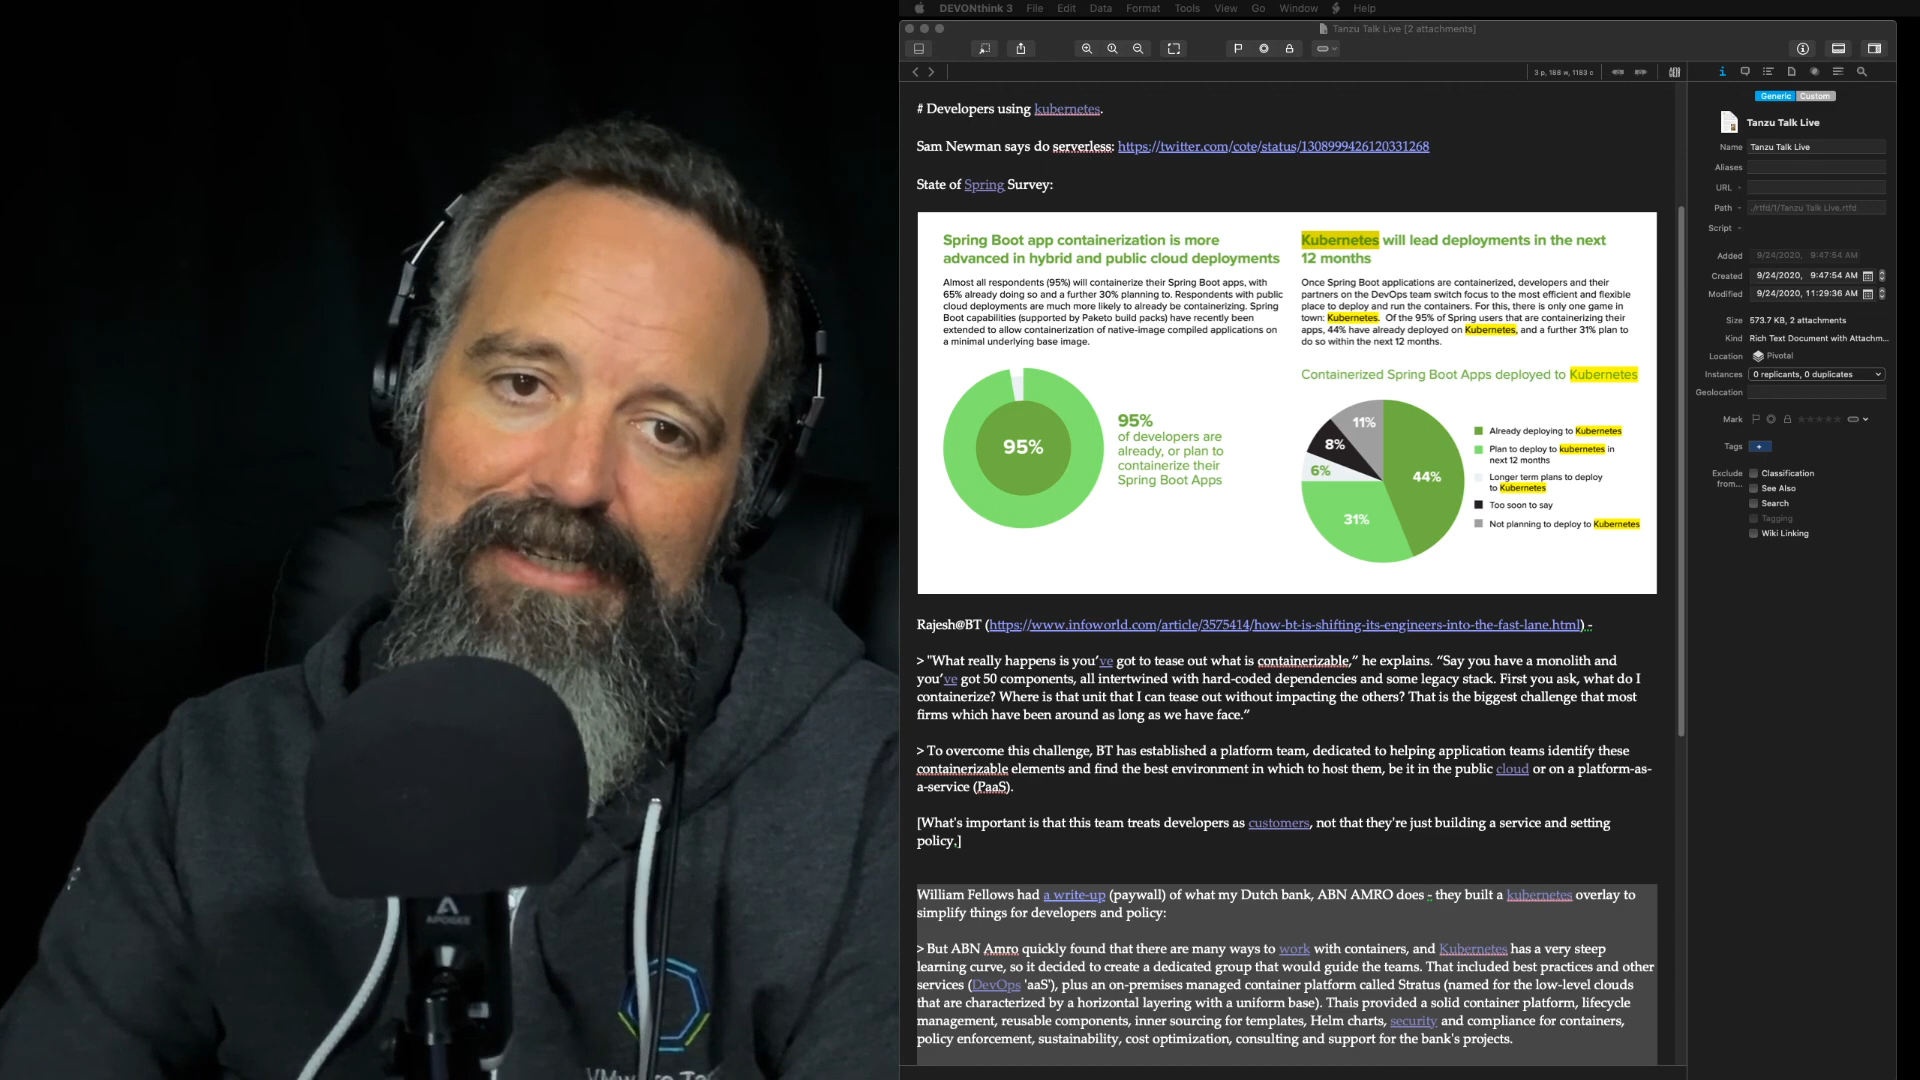 DEVONthink 3 File Edit Data Format Tools View Go Window Help
Tanzu Talk Live [2 attachments]
3 p, 188 w, 1183 c
# Developers using kubernetes.
Sam Newman says do serverless: https://twitter.com/cote/status/1308999426120331268
State of Spring Survey:
Spring Boot app containerization is more
advanced in hybrid and public cloud deployments
Almost all respondents (95%) will containerize their Spring Boot apps, with
65% already doing so and a further 30% planning to. Respondents with public
cloud deployments are much more likely to already be containerizing. Spring
Boot capabilities (supported by Paketo build packs) have recently been
extended to allow containerization of native-image compiled applications on
a minimal underlying base image.
95%
95%
of developers are
already, or plan to
containerize their
Spring Boot Apps
Kubernetes will lead deployments in the next
12 months
Once Spring Boot applications are containerized, developers and their
partners on the DevOps team switch focus to the most efficient and flexible
place to deploy and run the containers. For this, there is only one game in
town: Kubernetes. Of the 95% of Spring users that are containerizing their
apps, 44% have already deployed on Kubernetes, and a further 31% plan to
do so within the next 12 months.
Containerized Spring Boot Apps deployed to Kubernetes
11%
8%
6%
44%
31%
Already deploying to Kubernetes
Plan to deploy to kubernetes in
next 12 months
Longer term plans to deploy
to Kubernetes
Too soon to say
Not planning to deploy to Kubernetes
Rajesh@BT (https://www.infoworld.com/article/3575414/how-bt-is-shifting-its-engineers-into-the-fast-lane.html) -
> "What really happens is you’ve got to tease out what is containerizable,” he explains. “Say you have a monolith and
you’ve got 50 components, all intertwined with hard-coded dependencies and some legacy stack. First you ask, what do I
containerize? Where is that unit that I can tease out without impacting the others? That is the biggest challenge that most
firms which have been around as long as we have face.”
> To overcome this challenge, BT has established a platform team, dedicated to helping application teams identify these
containerizable elements and find the best environment in which to host them, be it in the public cloud or on a platform-as-
a-service (PaaS).
[What's important is that this team treats developers as customers, not that they're just building a service and setting
policy.]
William Fellows had a write-up (paywall) of what my Dutch bank, ABN AMRO does - they built a kubernetes overlay to
simplify things for developers and policy:
> But ABN Amro quickly found that there are many ways to work with containers, and Kubernetes has a very steep
learning curve, so it decided to create a dedicated group that would guide the teams. That included best practices and other
services (DevOps 'aaS'), plus an on-premises managed container platform called Stratus (named for the low-level clouds
that are characterized by a horizontal layering with a uniform base). Thais provided a solid container platform, lifecycle
management, reusable components, inner sourcing for templates, Helm charts, security and compliance for containers,
policy enforcement, sustainability, cost optimization, consulting and support for the bank's projects.
Generic Custom
Tanzu Talk Live
Name Tanzu Talk Live
Aliases
URL
Path ./rtfd/1/Tanzu Talk Live.rtfd
Script
Added 9/24/2020, 9:47:54 AM
Created 9/24/2020, 9:47:54 AM
Modified 9/24/2020, 11:29:36 AM
Size 573.7 KB, 2 attachments
Kind Rich Text Document with Attachm...
Location Pivotal
Instances 0 replicants, 0 duplicates
Geolocation
Mark
Tags +
Exclude from... Classification
See Also
Search
Tagging
Wiki Linking
APOGEE